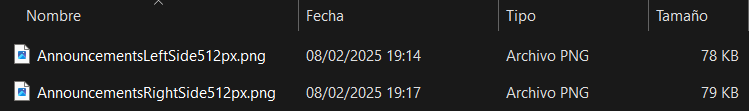 Nombre Fecha Tipo Tamaño
AnnouncementsLeftSide512px.png 08/02/2025 19:14 Archivo PNG 78 KB
AnnouncementsRightSide512px.png 08/02/2025 19:17 Archivo PNG 79 KB